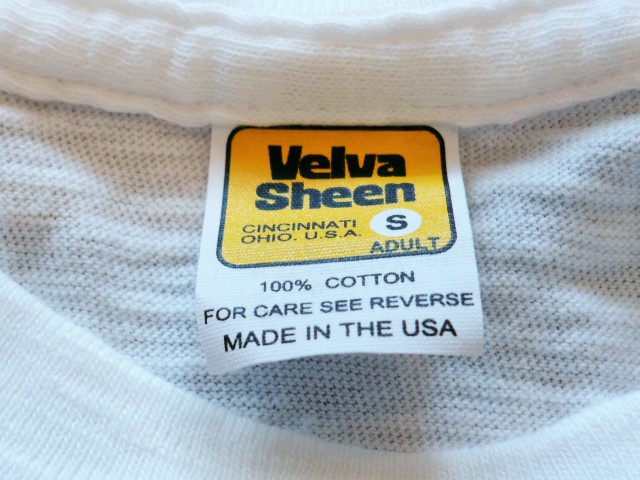 Velva
Sheen
CINCINNATI
OHIO. U.S.A.
S
ADULT
100% COTTON
FOR CARE SEE REVERSE
MADE IN THE USA